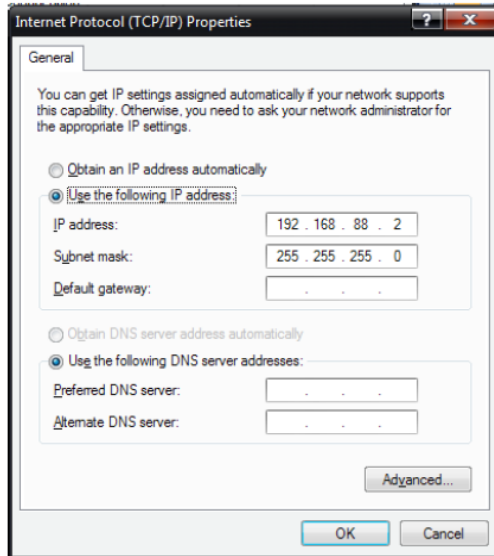 Internet Protocol (TCP/IP) Properties
General
You can get IP settings assigned automatically if your network supports
this capability. Otherwise, you need to ask your network administrator for
the appropriate IP settings.
Obtain an IP address automatically
Use the following IP address:
IP address: 192 . 168 . 88 . 2
Subnet mask: 255 . 255 . 255 . 0
Default gateway: . . .
Obtain DNS server address automatically
Use the following DNS server addresses:
Preferred DNS server: . . .
Alternate DNS server: . . .
Advanced...
OK Cancel